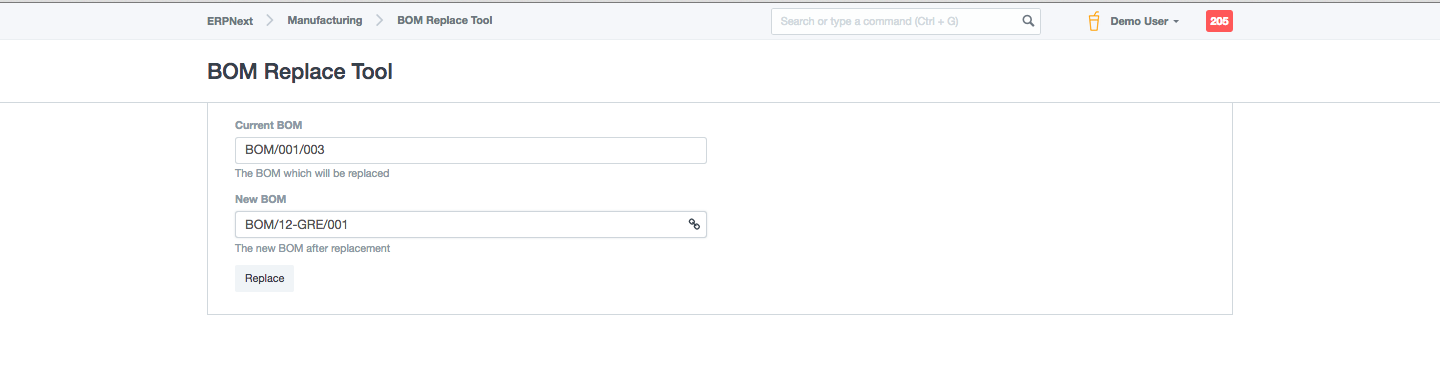 ERPNext Manufacturing BOM Replace Tool Search or type a command (Ctrl + G) Demo User 205
BOM Replace Tool
Current BOM
BOM/001/003
The BOM which will be replaced
New BOM
BOM/12-GRE/001
The new BOM after replacement
Replace